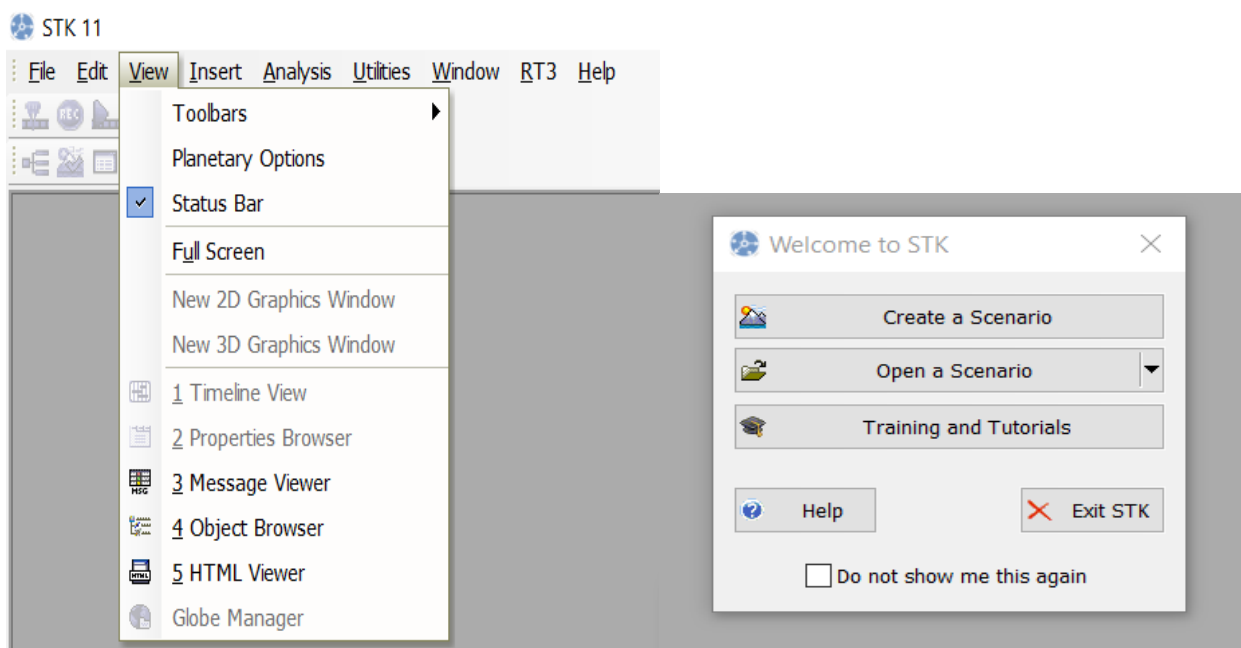 STK 11
File Edit View Insert Analysis Utilities Window RT3 Help
REC
Toolbars
Planetary Options
Status Bar
Full Screen
New 2D Graphics Window
New 3D Graphics Window
1 Timeline View
2 Properties Browser
MSG 3 Message Viewer
4 Object Browser
HTML 5 HTML Viewer
Globe Manager
Welcome to STK
Create a Scenario
Open a Scenario
Training and Tutorials
? Help
Exit STK
Do not show me this again